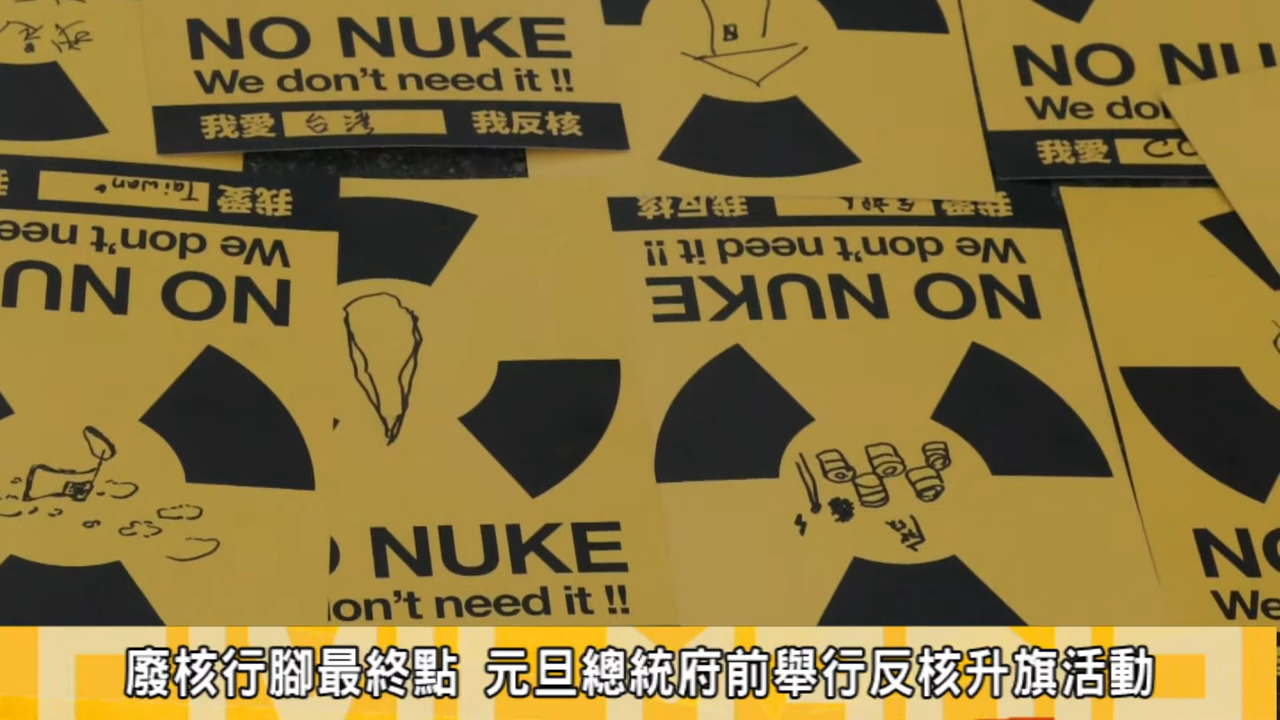 NO NUKE
We don't need it !!
我愛 台灣 我反核
NO NU
We don
我愛
Taiwan 我愛
We don't nee
NO NU
我反核 我愛
We don't need it !!
NO NUKE
NUKE
on't need it !!
NO
We
廢核行腳最終點 元旦總統府前舉行反核升旗活動